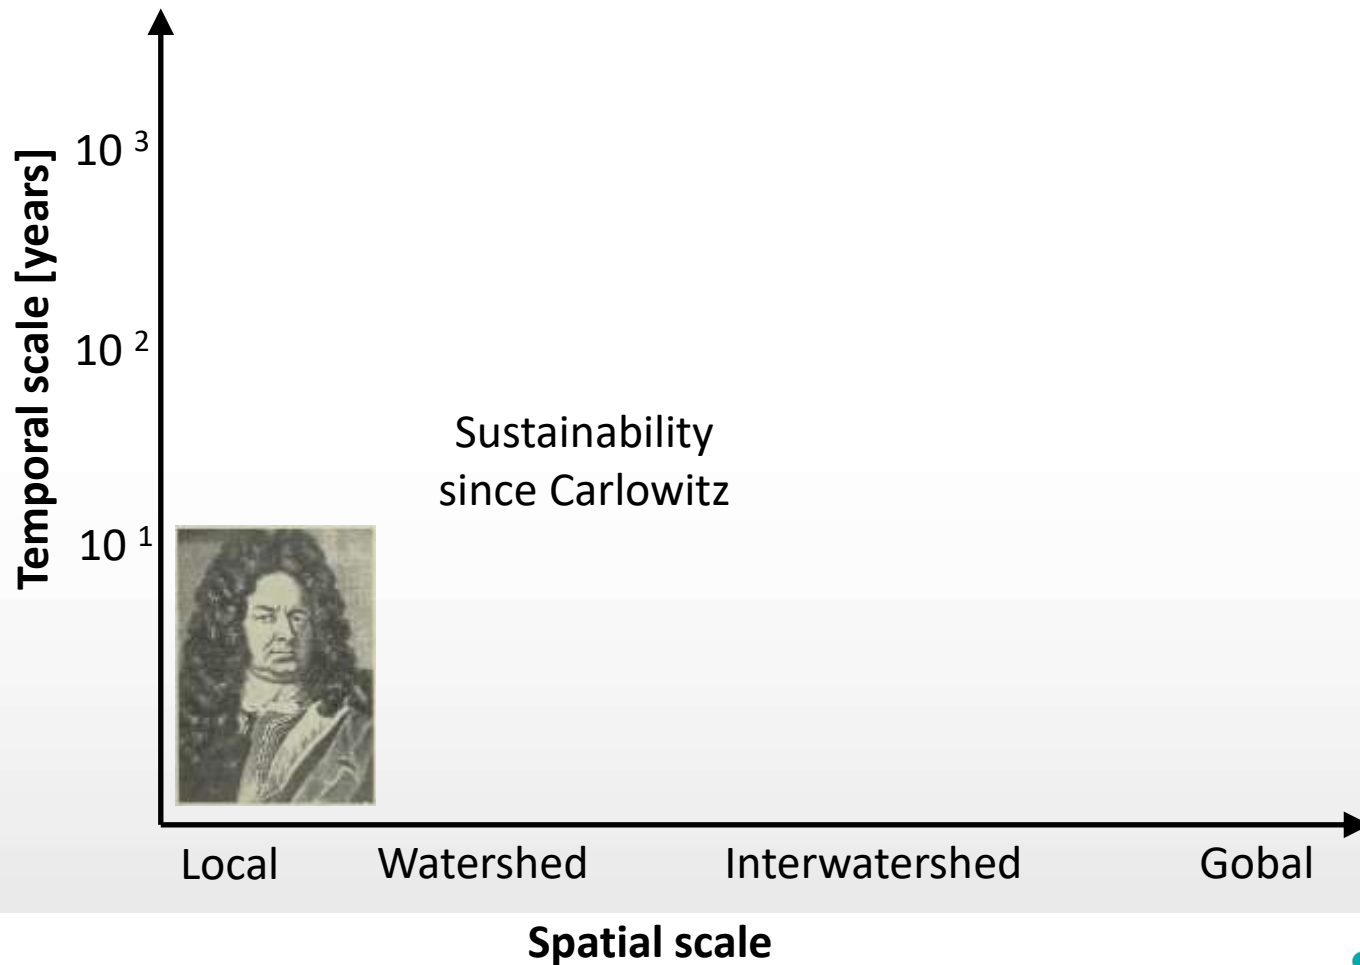 Temporal scale [years]
10 3
10 2
10 1
Sustainability
since Carlowitz
Local Watershed Interwatershed Gobal
Spatial scale